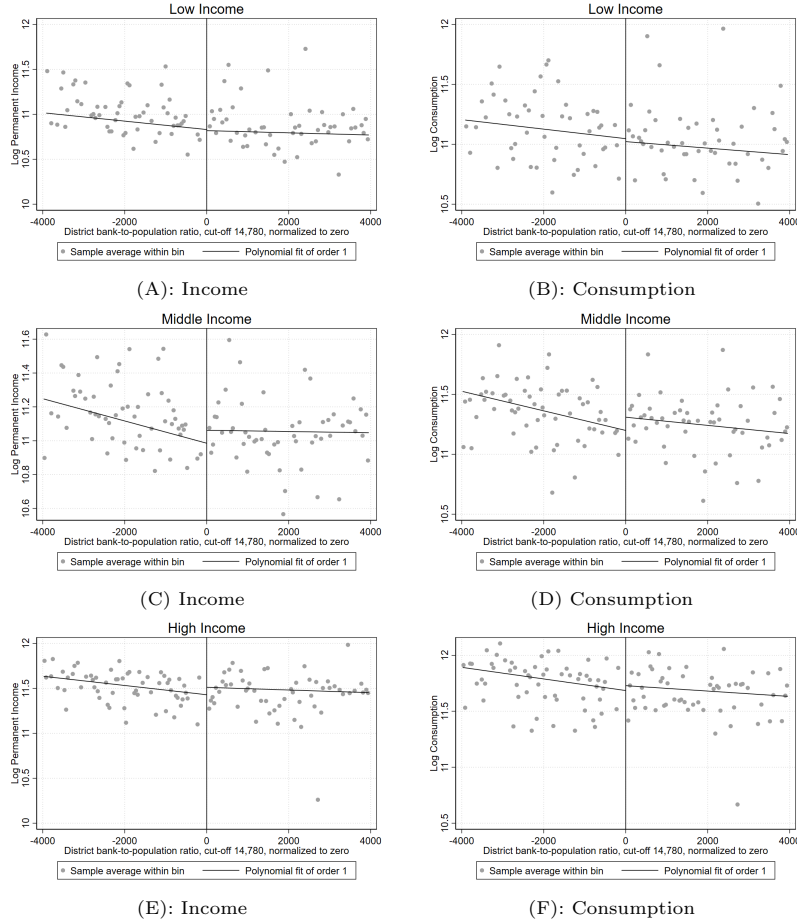 Low Income
Log Permanent Income
12
11.5
11
10.5
10
-4000 -2000 0 2000 4000
District bank-to-population ratio, cut-off 14,780, normalized to zero
Sample average within bin Polynomial fit of order 1
(A): Income
Low Income
Log Consumption
12
11.5
11
10.5
-4000 -2000 0 2000 4000
District bank-to-population ratio, cut-off 14,780, normalized to zero
Sample average within bin Polynomial fit of order 1
(B): Consumption
Middle Income
Log Permanent Income
11.6
11.4
11.2
11
10.8
10.6
-4000 -2000 0 2000 4000
District bank-to-population ratio, cut-off 14,780, normalized to zero
Sample average within bin Polynomial fit of order 1
(C) Income
Middle Income
Log Consumption
12
11.5
11
10.5
-4000 -2000 0 2000 4000
District bank-to-population ratio, cut-off 14,780, normalized to zero
Sample average within bin Polynomial fit of order 1
(D) Consumption
High Income
Log Permanent Income
12
11.5
11
10.5
10
-4000 -2000 0 2000 4000
District bank-to-population ratio, cut-off 14,780, normalized to zero
Sample average within bin Polynomial fit of order 1
(E): Income
High Income
Log Consumption
12
11.5
11
10.5
-4000 -2000 0 2000 4000
District bank-to-population ratio, cut-off 14,780, normalized to zero
Sample average within bin Polynomial fit of order 1
(F): Consumption